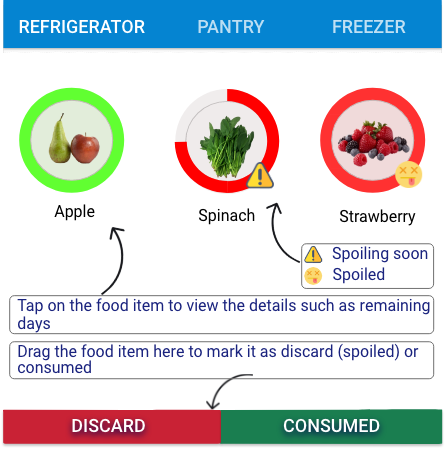 REFRIGERATOR PANTRY FREEZER
Apple Spinach Strawberry
Spoiling soon
Spoiled
Tap on the food item to view the details such as remaining
days
Drag the food item here to mark it as discard (spoiled) or
consumed
DISCARD CONSUMED